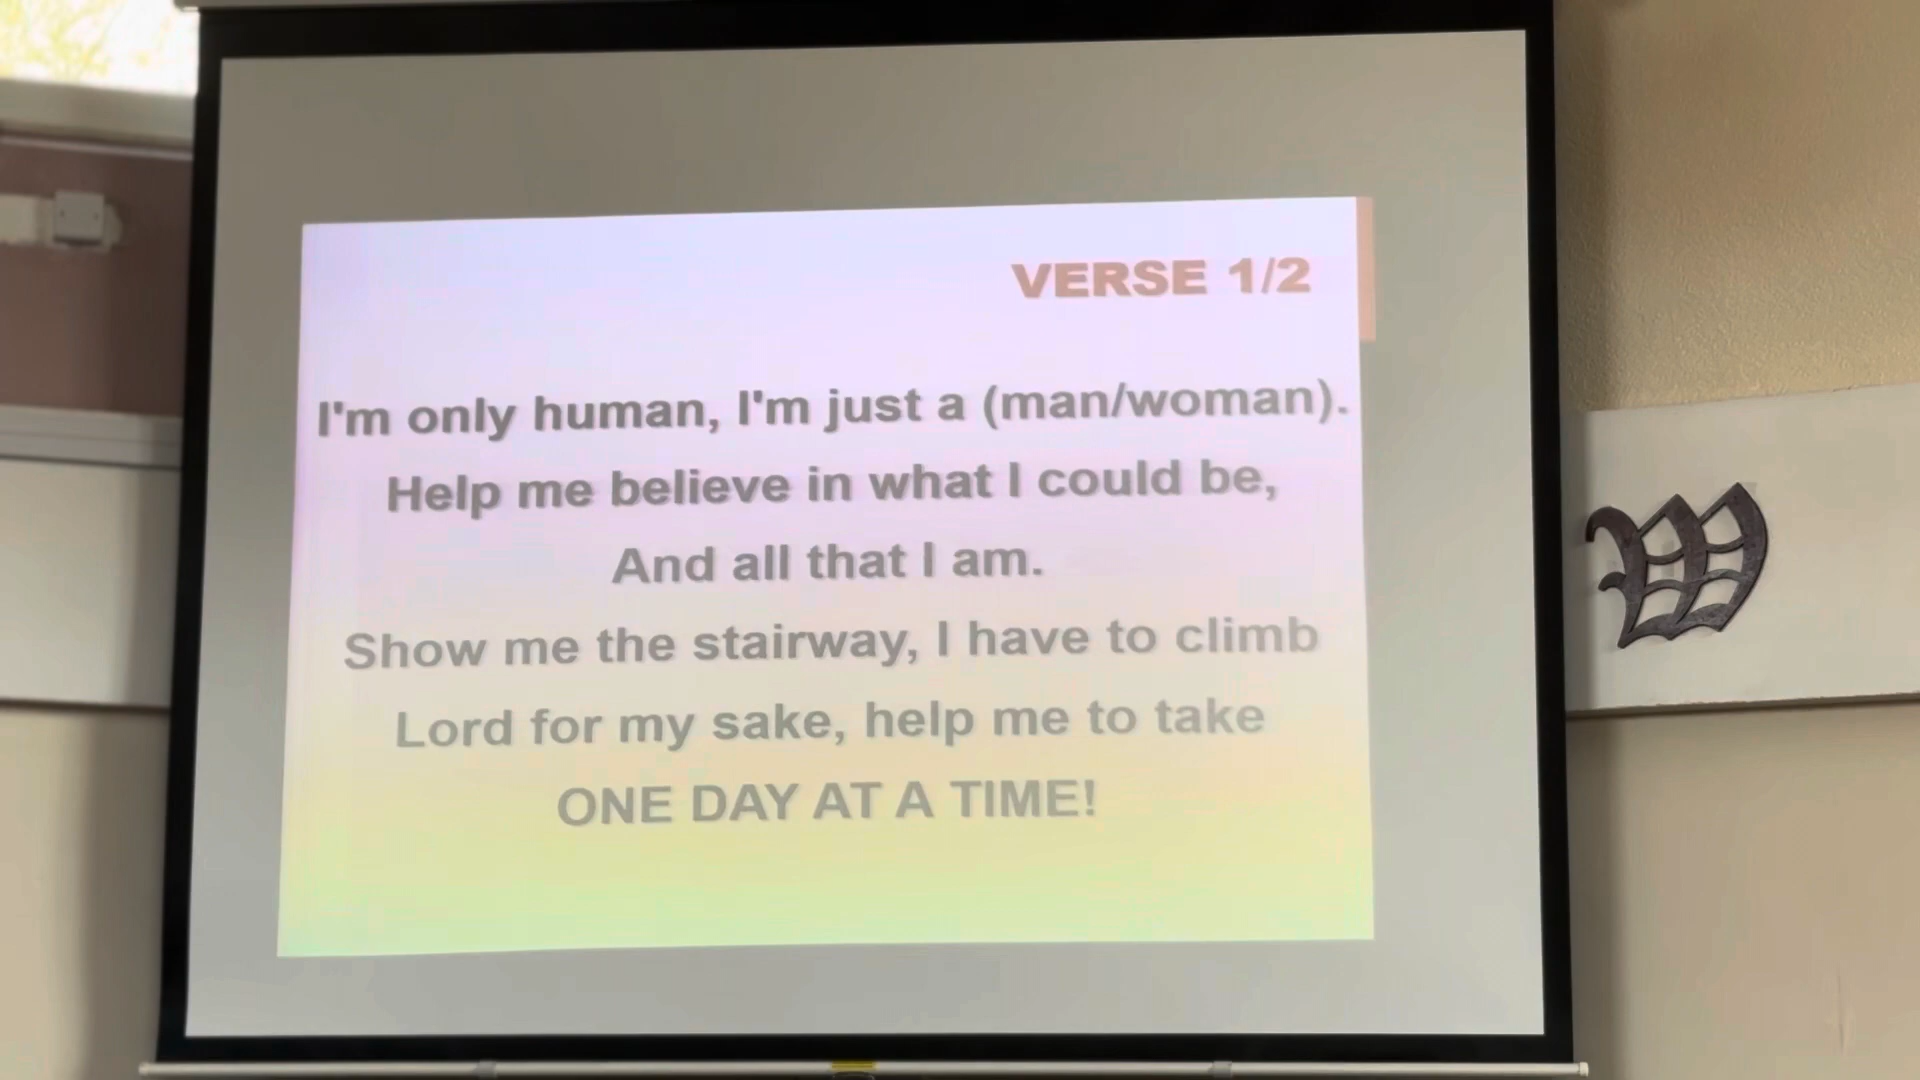 VERSE 1/2
I'm only human, I'm just a (man/woman).
Help me believe in what I could be,
And all that I am.
Show me the stairway, I have to climb
Lord for my sake, help me to take
ONE DAY AT A TIME!
W